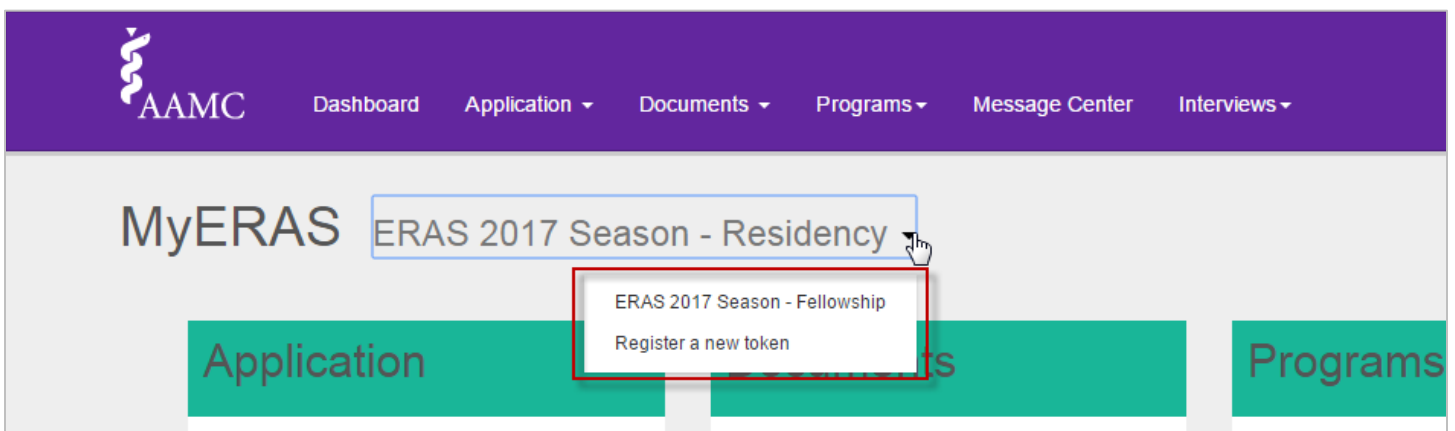 AAMC
Dashboard Application Documents Programs Message Center Interviews
MyERAS ERAS 2017 Season - Residency
ERAS 2017 Season - Fellowship
Register a new token
Application Documents Programs